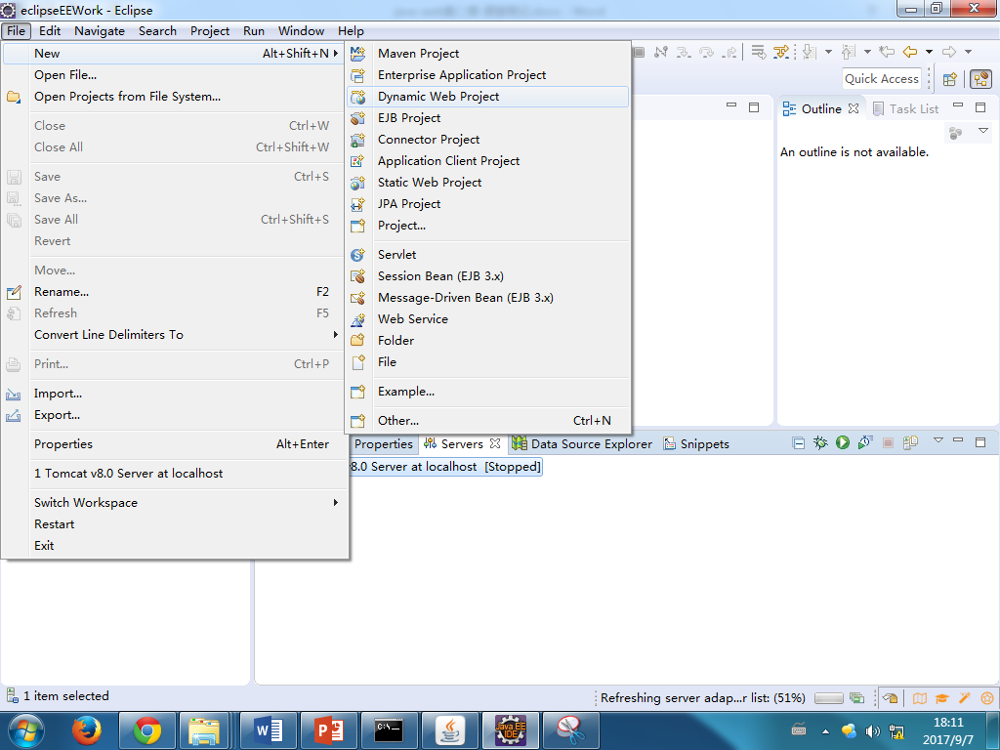 eclipseEEWork - Eclipse
File Edit Navigate Search Project Run Window Help
New Alt+Shift+N
Open File...
Open Projects from File System...
Close Ctrl+W
Close All Ctrl+Shift+W
Save Ctrl+S
Save As...
Save All Ctrl+Shift+S
Revert
Move...
Rename... F2
Refresh F5
Convert Line Delimiters To
Print... Ctrl+P
Import...
Export...
Properties Alt+Enter
1 Tomcat v8.0 Server at localhost
Switch Workspace
Restart
Exit
Maven Project
Enterprise Application Project
Dynamic Web Project
EJB Project
Connector Project
Application Client Project
Static Web Project
JPA Project
Project...
Servlet
Session Bean (EJB 3.x)
Message-Driven Bean (EJB 3.x)
Web Service
Folder
File
Example...
Other... Ctrl+N
Quick Access
Outline Task List
An outline is not available.
Properties Servers Data Source Explorer Snippets
v8.0 Server at localhost [Stopped]
1 item selected
Refreshing server adap...r list: (51%)
Java EE
IDE
18:11
2017/9/7